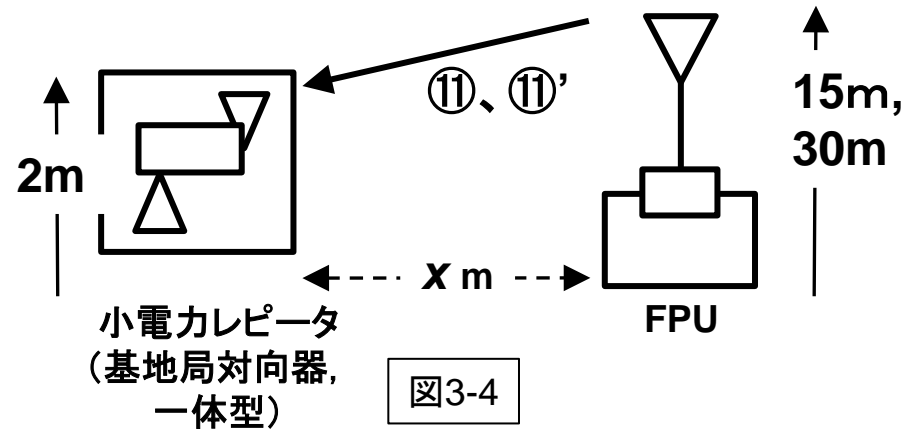 ⑪、⑪’
15m,
30m
2m
x m
FPU
小電力レピータ
（基地局対向器,
一体型）
図3-4